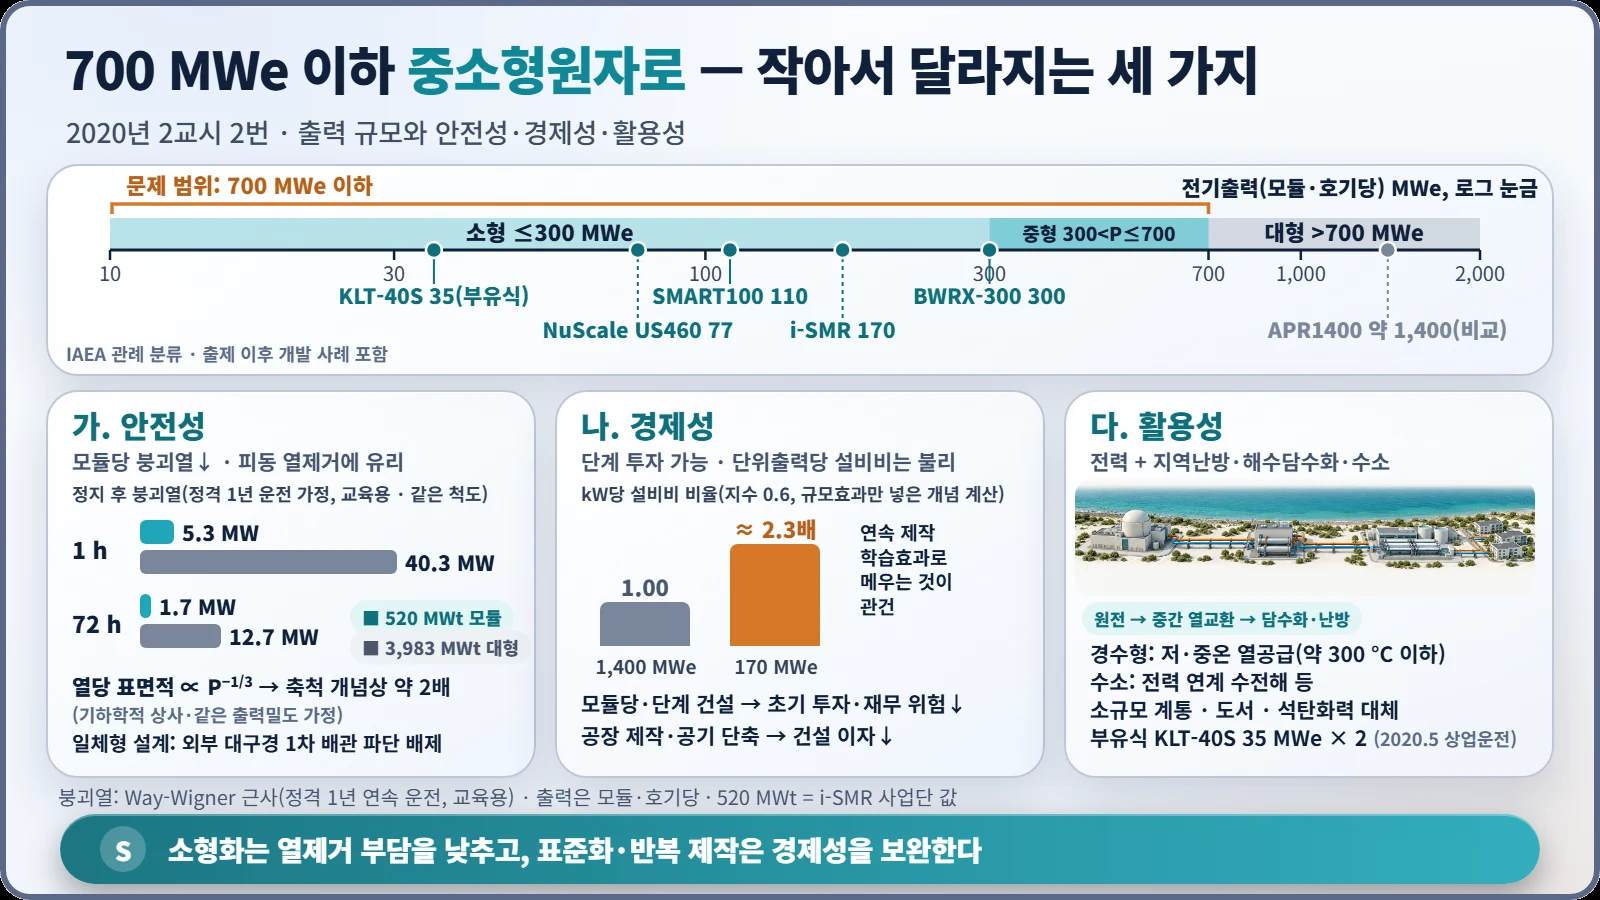 700 MWe 이하 중소형원자로 — 작아서 달라지는 세 가지
2020년 2교시 2번 · 출력 규모와 안전성·경제성·활용성
문제 범위: 700 MWe 이하
전기출력(모듈·호기당) MWe, 로그 눈금
소형 ≤300 MWe
중형 300<P≤700
대형 >700 MWe
10
30
100
300
700
1,000
2,000
KLT-40S 35(부유식)
SMART100 110
BWRX-300 300
NuScale US460 77
i-SMR 170
APR1400 약 1,400(비교)
IAEA 관례 분류 · 출제 이후 개발 사례 포함
가. 안전성
모듈당 붕괴열↓ · 피동 열제거에 유리
정지 후 붕괴열(정격 1년 운전 가정, 교육용 · 같은 척도)
1 h
5.3 MW
40.3 MW
72 h
1.7 MW
12.7 MW
■ 520 MWt 모듈
■ 3,983 MWt 대형
열당 표면적 ∝ P⁻¹/³ → 축척 개념상 약 2배
(기하학적 상사·같은 출력밀도 가정)
일체형 설계: 외부 대구경 1차 배관 파단 배제
나. 경제성
단계 투자 가능 · 단위출력당 설비비는 불리
kW당 설비비 비율(지수 0.6, 규모효과만 넣은 개념 계산)
1.00
≈ 2.3배
1,400 MWe
170 MWe
연속 제작
학습효과로
메우는 것이
관건
모듈당·단계 건설 → 초기 투자·재무 위험↓
공장 제작·공기 단축 → 건설 이자↓
다. 활용성
전력 + 지역난방·해수담수화·수소
원전 → 중간 열교환 → 담수화·난방
경수형: 저·중온 열공급(약 300 °C 이하)
수소: 전력 연계 수전해 등
소규모 계통 · 도서 · 석탄화력 대체
부유식 KLT-40S 35 MWe × 2 (2020.5 상업운전)
붕괴열: Way-Wigner 근사(정격 1년 연속 운전, 교육용) · 출력은 모듈·호기당 · 520 MWt = i-SMR 사업단 값
S
소형화는 열제거 부담을 낮추고, 표준화·반복 제작은 경제성을 보완한다